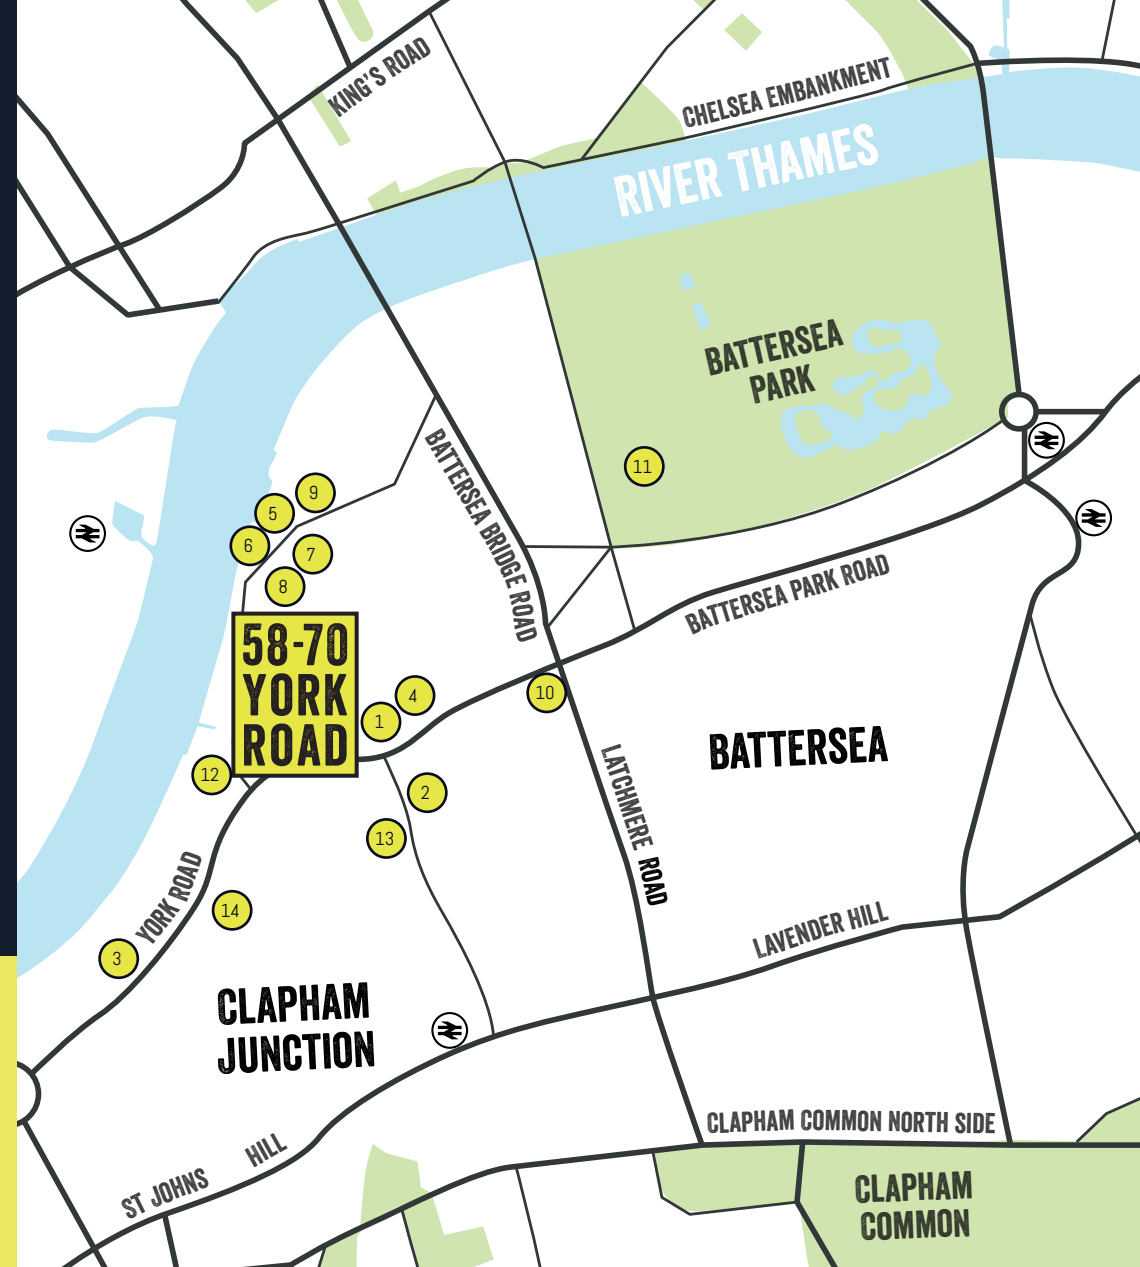 KING'S ROAD
CHELSEA EMBANKMENT
RIVER THAMES
BATTERSEA
PARK
BATTERSEA BRIDGE ROAD
11
9
5
6
7
8
BATTERSEA PARK ROAD
58-70
YORK
ROAD
4
1
10
12
2
13
BATTERSEA
LATCHMERE ROAD
YORK ROAD
14
3
LAVENDER HILL
CLAPHAM
JUNCTION
CLAPHAM COMMON NORTH SIDE
ST JOHNS HILL
CLAPHAM
COMMON